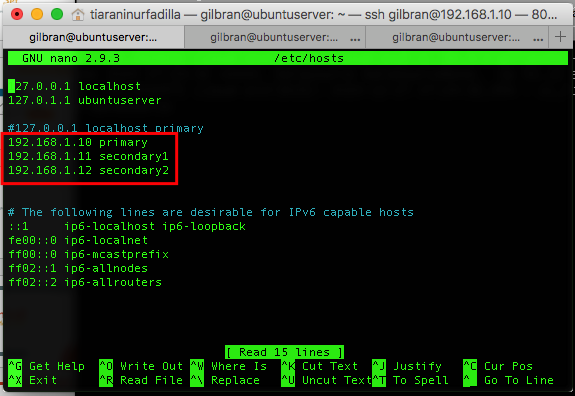 tiaraninurfadilla — gilbran@ubuntuserver: ~ — ssh gilbran@192.168.1.10 — 80...
gilbran@ubuntuserver:... gilbran@ubuntuserver:... ... gilbran@ubuntuserver:... ... +
GNU nano 2.9.3 /etc/hosts
127.0.0.1 localhost
127.0.1.1 ubuntuserver
#127.0.0.1 localhost primary
192.168.1.10 primary
192.168.1.11 secondary1
192.168.1.12 secondary2
# The following lines are desirable for IPv6 capable hosts
::1 ip6-localhost ip6-loopback
fe00::0 ip6-localnet
ff00::0 ip6-mcastprefix
ff02::1 ip6-allnodes
ff02::2 ip6-allrouters
[ Read 15 lines ]
^G Get Help ^O Write Out ^W Where Is ^K Cut Text ^J Justify ^C Cur Pos
^X Exit ^R Read File ^\ Replace ^U Uncut Text ^T To Spell ^_ Go To Line